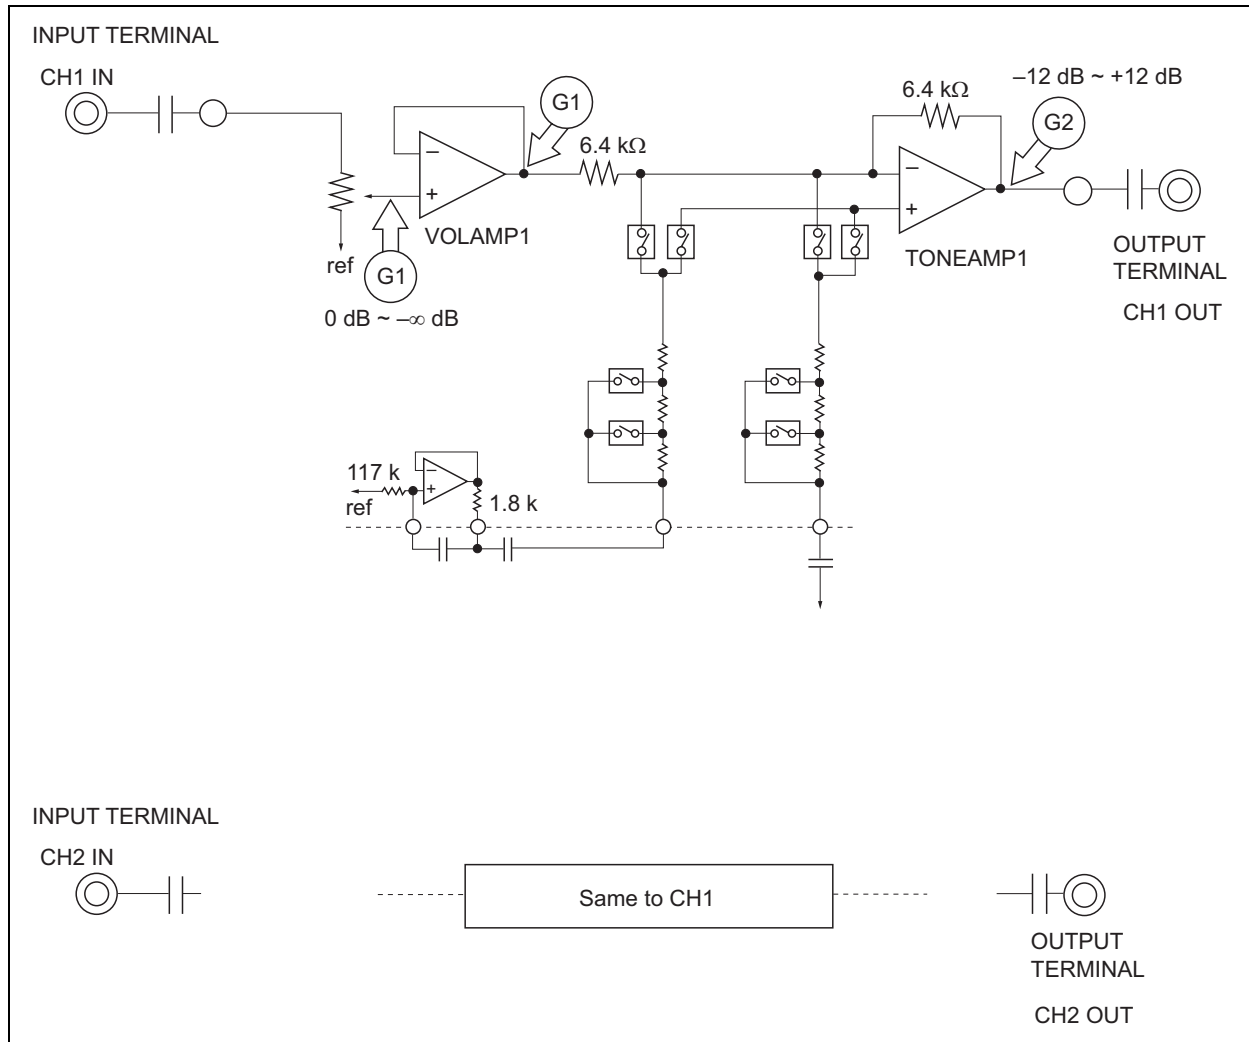 INPUT TERMINAL
CH1 IN
G1
–12 dB ~ +12 dB
6.4 kΩ
G2
6.4 kΩ
–
+
VOLAMP1
–
+
TONEAMP1
ref
G1
0 dB ~ –∞ dB
OUTPUT
TERMINAL
CH1 OUT
117 k
–
+
ref
1.8 k
INPUT TERMINAL
CH2 IN
Same to CH1
OUTPUT
TERMINAL
CH2 OUT